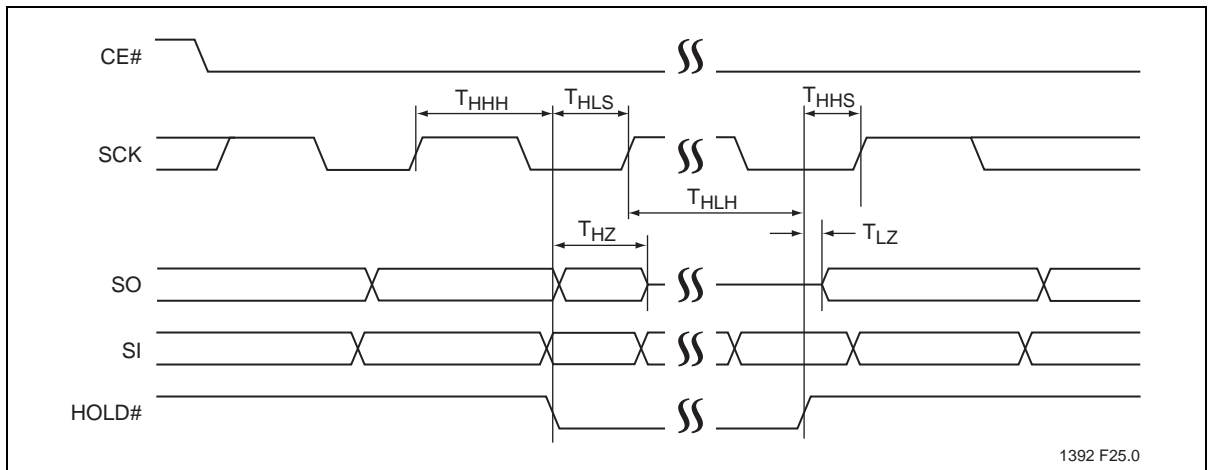 CE#
THHH
THLS
THHS
SCK
THLH
THZ
TLZ
SO
SI
HOLD#
1392 F25.0